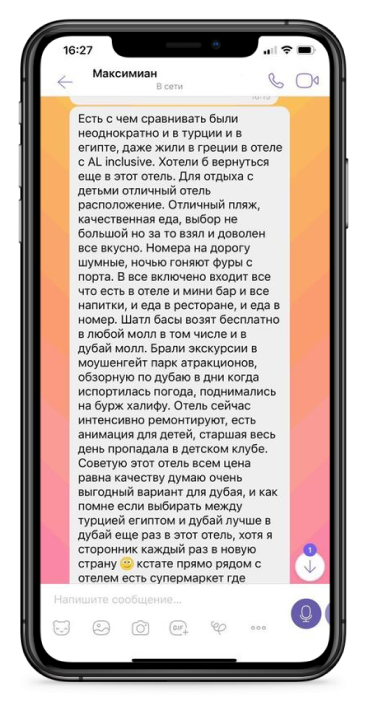 16:27
Максимиан
В сети
Есть с чем сравнивать были
неоднократно и в турции и в
египте, даже жили в греции в отеле
с AL inclusive. Хотели б вернуться
еще в этот отель. Для отдыха с
детьми отличный отель
расположение. Отличный пляж,
качественная еда, выбор не
большой но за то взял и доволен
все вкусно. Номера на дорогу
шумные, ночью гоняют фуры с
порта. В все включено входит все
что есть в отеле и мини бар и все
напитки, и еда в ресторане, и еда в
номер. Шатл басы возят бесплатно
в любой молл в том числе и в
дубай молл. Брали экскурсии в
моушенгейт парк атракционов,
обзорную по дубаю в дни когда
испортилась погода, поднимались
на бурж халифу. Отель сейчас
интенсивно ремонтируют, есть
анимация для детей, старшая весь
день пропадала в детском клубе.
Советую этот отель всем цена
равна качеству думаю очень
выгодный вариант для дубая, и как
помне если выбирать между
турцией египтом и дубай лучше в
дубай еще раз в этот отель, хотя я
сторонник каждый раз в новую
страну 🙂 кстате прямо рядом с
отелем есть супермаркет где
1
Напишите сообщение...
GIF